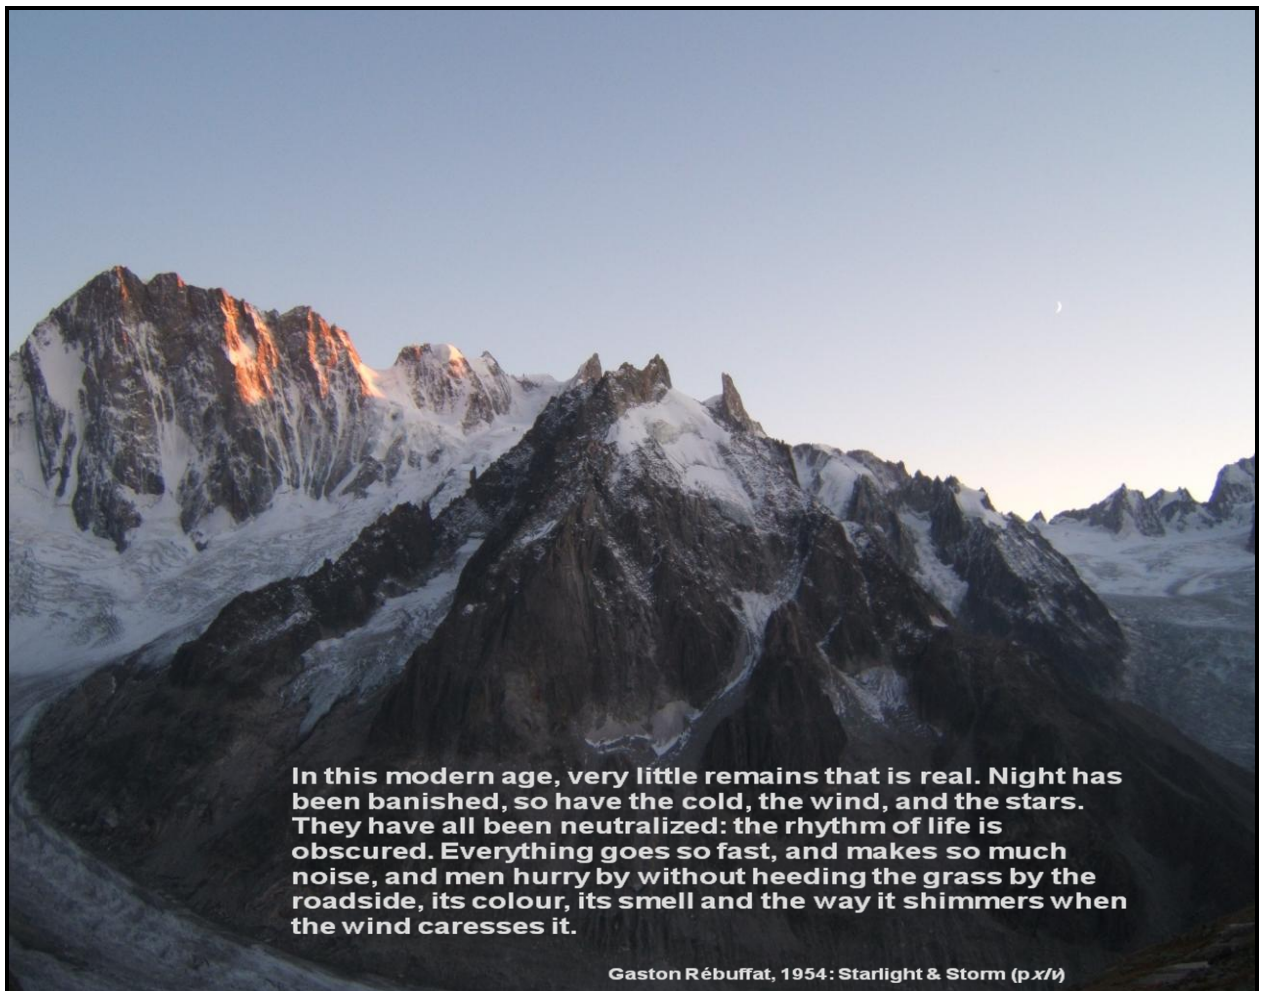 In this modern age, very little remains that is real. Night has
been banished, so have the cold, the wind, and the stars.
They have all been neutralized: the rhythm of life is
obscured. Everything goes so fast, and makes so much
noise, and men hurry by without heeding the grass by the
roadside, its colour, its smell and the way it shimmers when
the wind caresses it.
Gaston Rébuffat, 1954: Starlight & Storm (pxiv)